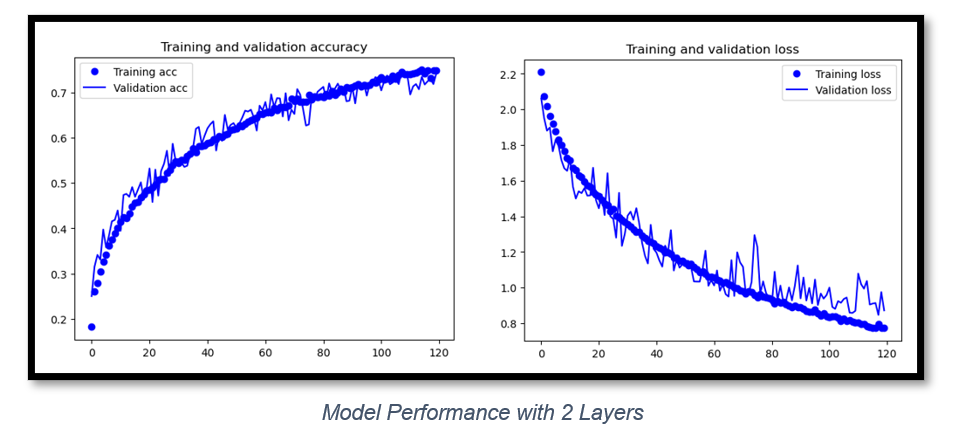 Training and validation accuracy
Training acc
Validation acc
0.7
0.6
0.5
0.4
0.3
0.2
0 20 40 60 80 100 120
Training and validation loss
Training loss
Validation loss
2.2
2.0
1.8
1.6
1.4
1.2
1.0
0.8
0 20 40 60 80 100 120
Model Performance with 2 Layers